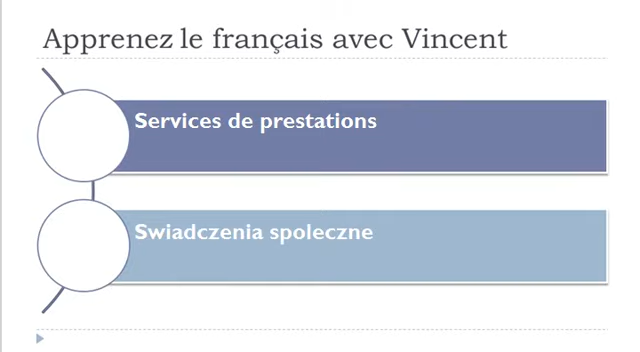 Apprenez le français avec Vincent
Services de prestations
Swiadczenia spoleczne